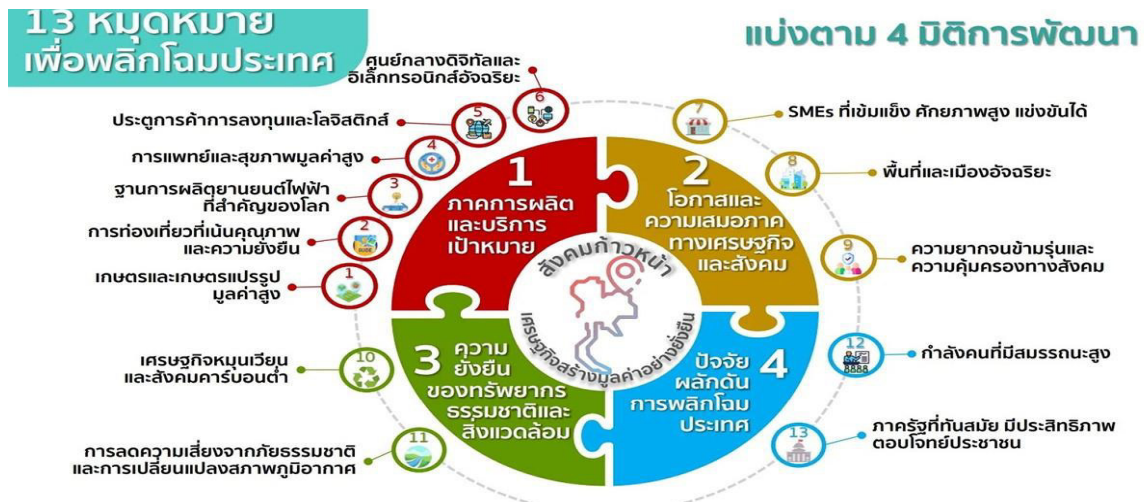 13 หมุดหมาย
เพื่อพลิกโฉมประเทศ
แบ่งตาม 4 มิติการพัฒนา
ศูนย์กลางดิจิทัลและ
อิเล็กทรอนิกส์อัจฉริยะ
6
ประตูการค้าการลงทุนและโลจิสติกส์
5
การแพทย์และสุขภาพมูลค่าสูง
4
ฐานการผลิตยานยนต์ไฟฟ้า
ที่สำคัญของโลก
3
การท่องเที่ยวที่เน้นคุณภาพ
และความยั่งยืน
2
เกษตรและเกษตรแปรรูป
มูลค่าสูง
1
1
ภาคการผลิต
และบริการ
เป้าหมาย
2
โอกาสและ
ความเสมอภาค
ทางเศรษฐกิจ
และสังคม
7
SMEs ที่เข้มแข็ง ศักยภาพสูง แข่งขันได้
8
พื้นที่และเมืองอัจฉริยะ
9
ความยากจนข้ามรุ่นและ
ความคุ้มครองทางสังคม
สังคมก้าวหน้า
เศรษฐกิจสร้างมูลค่าอย่างยั่งยืน
3 ความ
ยั่งยืน
ของทรัพยากร
ธรรมชาติและ
สิ่งแวดล้อม
10
เศรษฐกิจหมุนเวียน
และสังคมคาร์บอนต่ำ
11
การลดความเสี่ยงจากภัยธรรมชาติ
และการเปลี่ยนแปลงสภาพภูมิอากาศ
ปัจจัย 4
ผลักดัน
การพลิกโฉม
ประเทศ
12
กำลังคนที่มีสมรรถนะสูง
13
ภาครัฐที่ทันสมัย มีประสิทธิภาพ
ตอบโจทย์ประชาชน